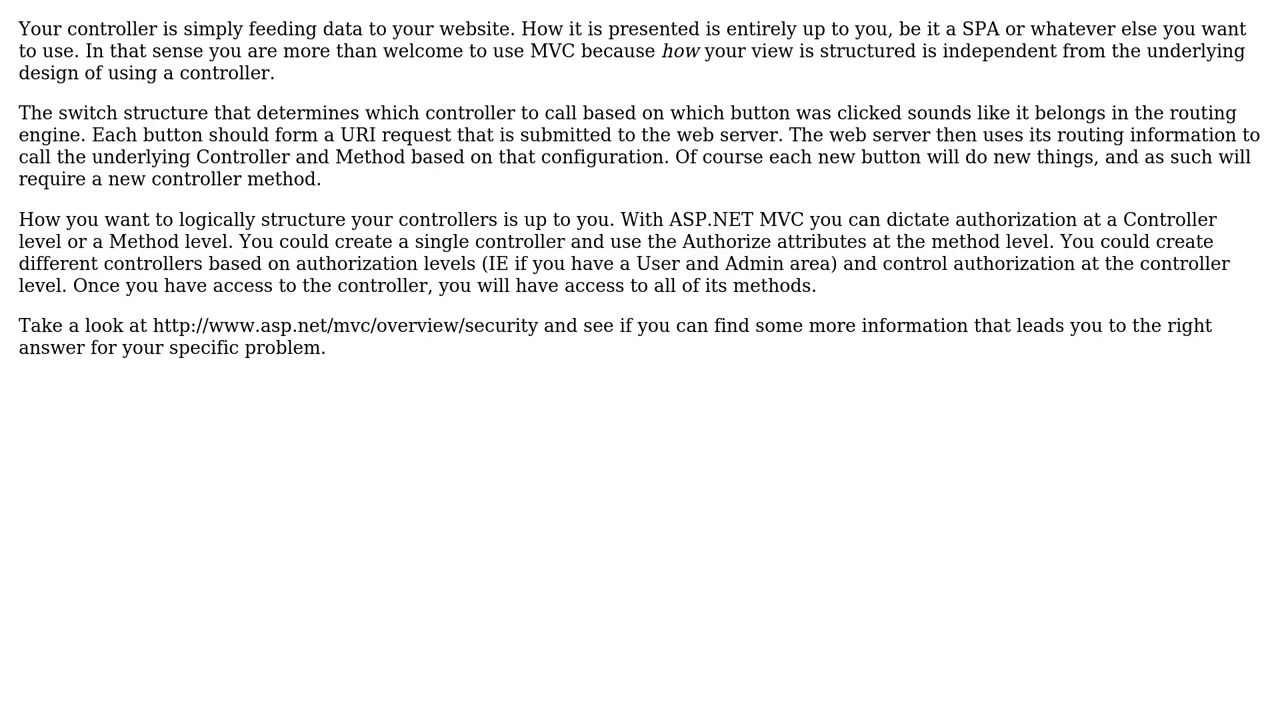 Your controller is simply feeding data to your website. How it is presented is entirely up to you, be it a SPA or whatever else you want
to use. In that sense you are more than welcome to use MVC because how your view is structured is independent from the underlying
design of using a controller.
The switch structure that determines which controller to call based on which button was clicked sounds like it belongs in the routing
engine. Each button should form a URI request that is submitted to the web server. The web server then uses its routing information to
call the underlying Controller and Method based on that configuration. Of course each new button will do new things, and as such will
require a new controller method.
How you want to logically structure your controllers is up to you. With ASP.NET MVC you can dictate authorization at a Controller
level or a Method level. You could create a single controller and use the Authorize attributes at the method level. You could create
different controllers based on authorization levels (IE if you have a User and Admin area) and control authorization at the controller
level. Once you have access to the controller, you will have access to all of its methods.
Take a look at http://www.asp.net/mvc/overview/security and see if you can find some more information that leads you to the right
answer for your specific problem.